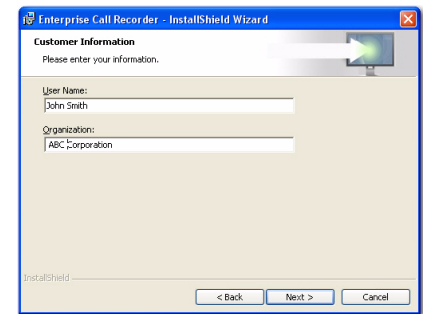 Enterprise Call Recorder - InstallShield Wizard
Customer Information
Please enter your information.
User Name:
John Smith
Organization:
ABC Corporation
InstallShield
< Back
Next >
Cancel